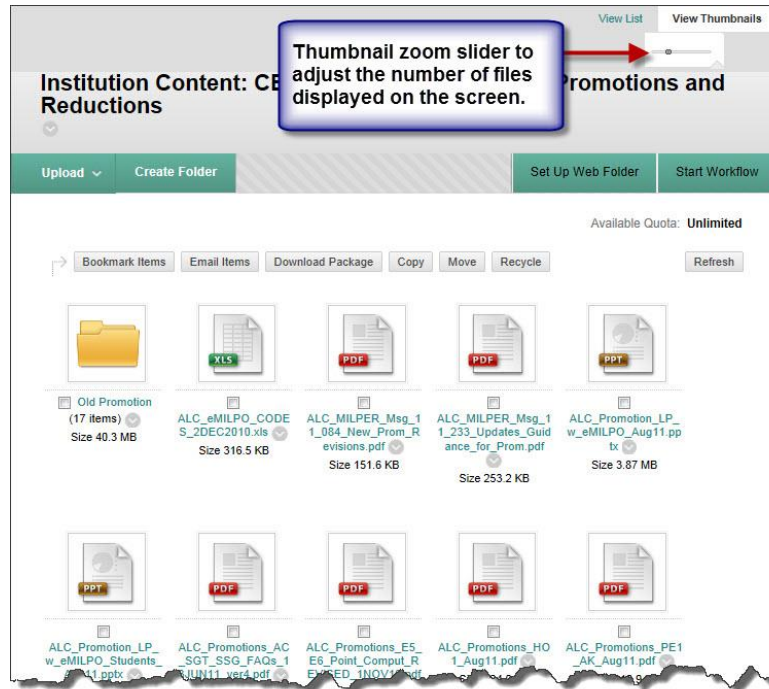 View List View Thumbnails
Thumbnail zoom slider to
adjust the number of files
displayed on the screen.
Institution Content: romotions and
Reductions
Upload Create Folder Set Up Web Folder Start Workflow
Available Quota: Unlimited
Bookmark Items Email Items Download Package Copy Move Recycle Refresh
XLS PDF PDF PPT
Old Promotion
(17 items)
Size 40.3 MB
ALC_eMILPO_CODE
S_2DEC2010.xls
Size 316.5 KB
ALC_MILPER_Msg_1
1_084_New_Prom_R
evisions.pdf
Size 151.6 KB
ALC_MILPER_Msg_1
1_233_Updates_Guid
ance_for_Prom.pdf
Size 253.2 KB
ALC_Promotion_LP_
w_eMILPO_Aug11.pp
tx
Size 3.87 MB
PPT PDF PDF PDF PDF
ALC_Promotion_LP_
w_eMILPO_Students_
ALC_Promotions_AC
_SGT_SSG_FAQs_1
ALC_Promotions_E5_
E6_Point_Comput_R
ALC_Promotions_HO
1_Aug11.pdf
ALC_Promotions_PE1
_AK_Aug11.pdf